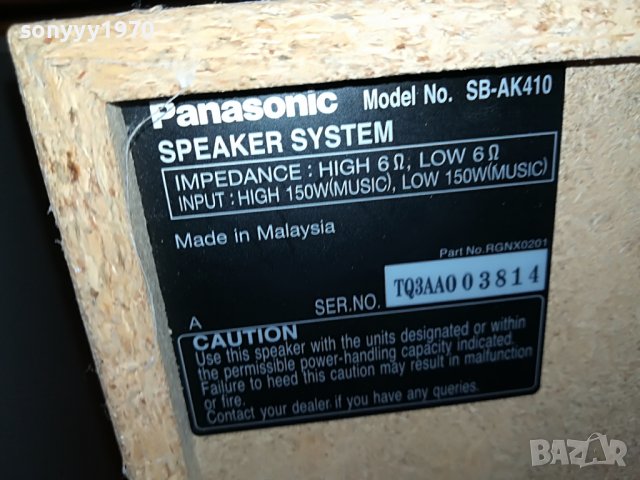 sonyyy1970
Panasonic Model No. SB-AK410
SPEAKER SYSTEM
IMPEDANCE : HIGH 6Ω, LOW 6Ω
INPUT : HIGH 150W(MUSIC), LOW 150W(MUSIC)
Made in Malaysia
Part No.RGNX0201
SER.NO. TQ3AA003814
A
CAUTION
Use this speaker with the units designated or within
the permissible power-handling capacity indicated.
Failure to heed this caution may result in malfunction
or fire.
Contact your dealer if you have any queries.
BAZAR